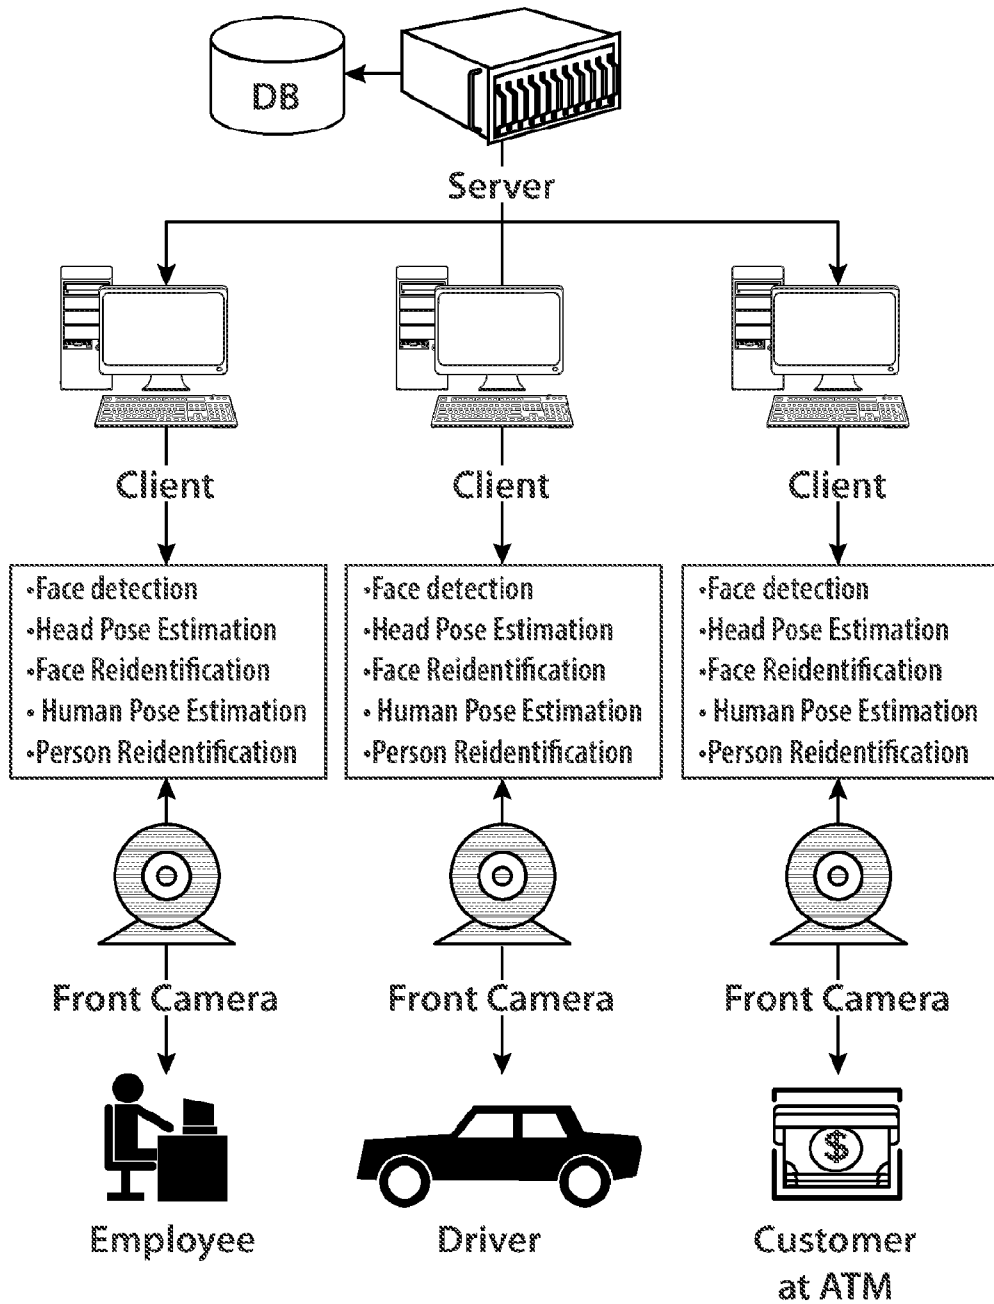 DB
Server
Client
Client
Client
•Face detection
•Head Pose Estimation
•Face Reidentification
• Human Pose Estimation
•Person Reidentification
•Face detection
•Head Pose Estimation
•Face Reidentification
• Human Pose Estimation
•Person Reidentification
•Face detection
•Head Pose Estimation
•Face Reidentification
• Human Pose Estimation
•Person Reidentification
Front Camera
Front Camera
Front Camera
$
Employee
Driver
Customer
at ATM